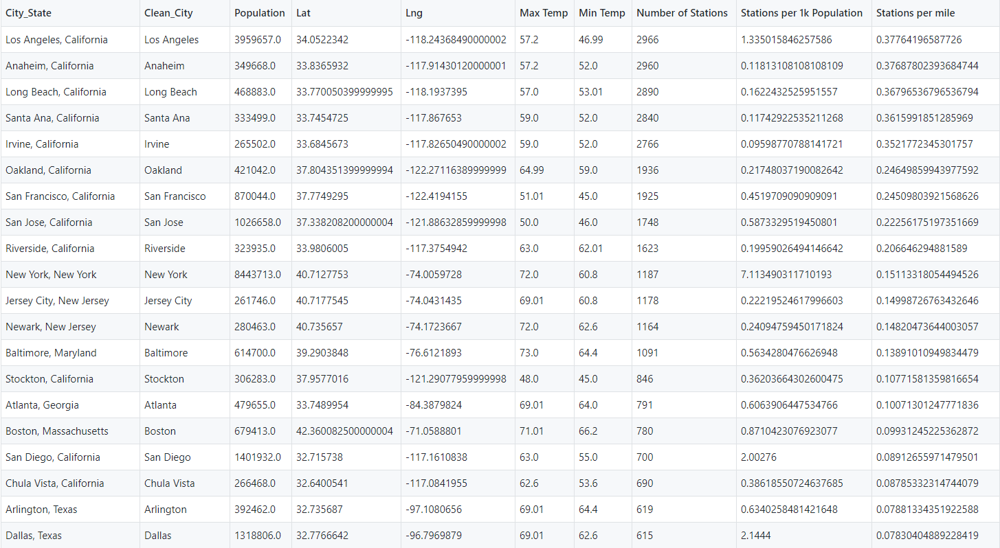 City_State Clean_City Population Lat Lng Max Temp Min Temp Number of Stations Stations per 1k Population Stations per mile
Los Angeles, California Los Angeles 3959657.0 34.0522342 -118.24368490000002 57.2 46.99 2966 1.335015846257586 0.37764196587726
Anaheim, California Anaheim 349668.0 33.8365932 -117.91430120000001 57.2 52.0 2960 0.11813108108108109 0.37687802393684744
Long Beach, California Long Beach 468883.0 33.770050399999995 -118.1937395 57.0 53.01 2890 0.1622432525951557 0.36796536796536794
Santa Ana, California Santa Ana 333499.0 33.7454725 -117.867653 59.0 52.0 2840 0.11742922535211268 0.3615991851285969
Irvine, California Irvine 265502.0 33.6845673 -117.82650490000002 59.0 52.0 2766 0.09598770788141721 0.3521772345301757
Oakland, California Oakland 421042.0 37.804351399999994 -122.27116389999999 64.99 59.0 1936 0.21748037190082642 0.24649859943977592
San Francisco, California San Francisco 870044.0 37.7749295 -122.4194155 51.01 45.0 1925 0.4519709090909091 0.24509803921568626
San Jose, California San Jose 1026658.0 37.338208200000004 -121.88632859999998 50.0 46.0 1748 0.5873329519450801 0.22256175197351669
Riverside, California Riverside 323935.0 33.9806005 -117.3754942 63.0 62.01 1623 0.19959026494146642 0.206646294881589
New York, New York New York 8443713.0 40.7127753 -74.0059728 72.0 60.8 1187 7.113490311710193 0.15113318054494526
Jersey City, New Jersey Jersey City 261746.0 40.7177545 -74.0431435 69.01 60.8 1178 0.22219524617996603 0.14998726763432646
Newark, New Jersey Newark 280463.0 40.735657 -74.1723667 72.0 62.6 1164 0.24094759450171824 0.14820473644003057
Baltimore, Maryland Baltimore 614700.0 39.2903848 -76.6121893 73.0 64.4 1091 0.5634280476626948 0.13891010949834479
Stockton, California Stockton 306283.0 37.9577016 -121.29077959999998 48.0 45.0 846 0.36203664302600475 0.10771581359816654
Atlanta, Georgia Atlanta 479655.0 33.7489954 -84.3879824 69.01 64.0 791 0.6063906447534766 0.10071301247771836
Boston, Massachusetts Boston 679413.0 42.360082500000004 -71.0588801 71.01 66.2 780 0.8710423076923077 0.09931245225362872
San Diego, California San Diego 1401932.0 32.715738 -117.1610838 63.0 55.0 700 2.00276 0.08912655971479501
Chula Vista, California Chula Vista 266468.0 32.6400541 -117.0841955 62.6 53.6 690 0.38618550724637685 0.08785332314744079
Arlington, Texas Arlington 392462.0 32.735687 -97.1080656 69.01 64.4 619 0.6340258481421648 0.07881334351922588
Dallas, Texas Dallas 1318806.0 32.7766642 -96.7969879 69.01 62.6 615 2.1444 0.07830404889228419